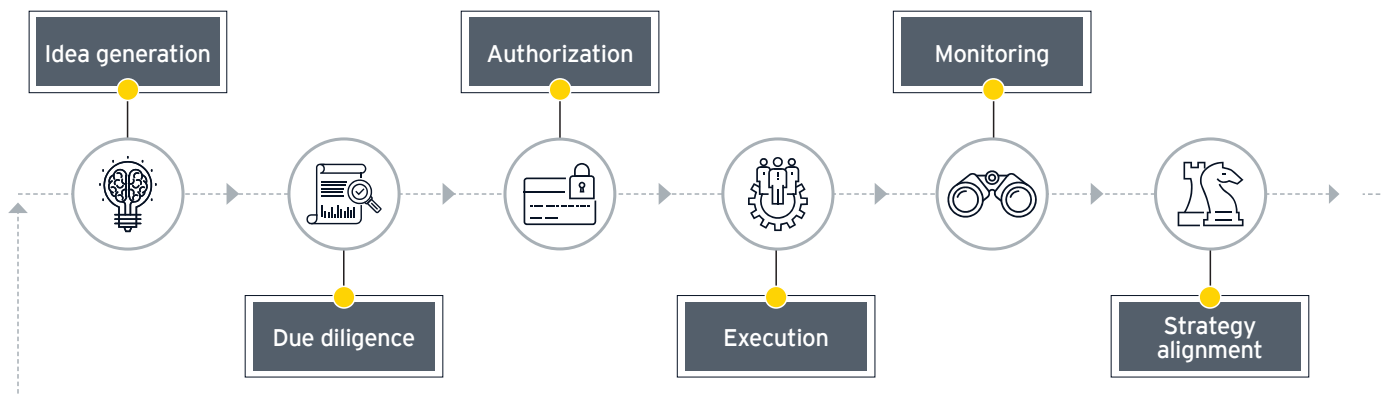 Idea generation
Due diligence
Authorization
Execution
Monitoring
Strategy
alignment